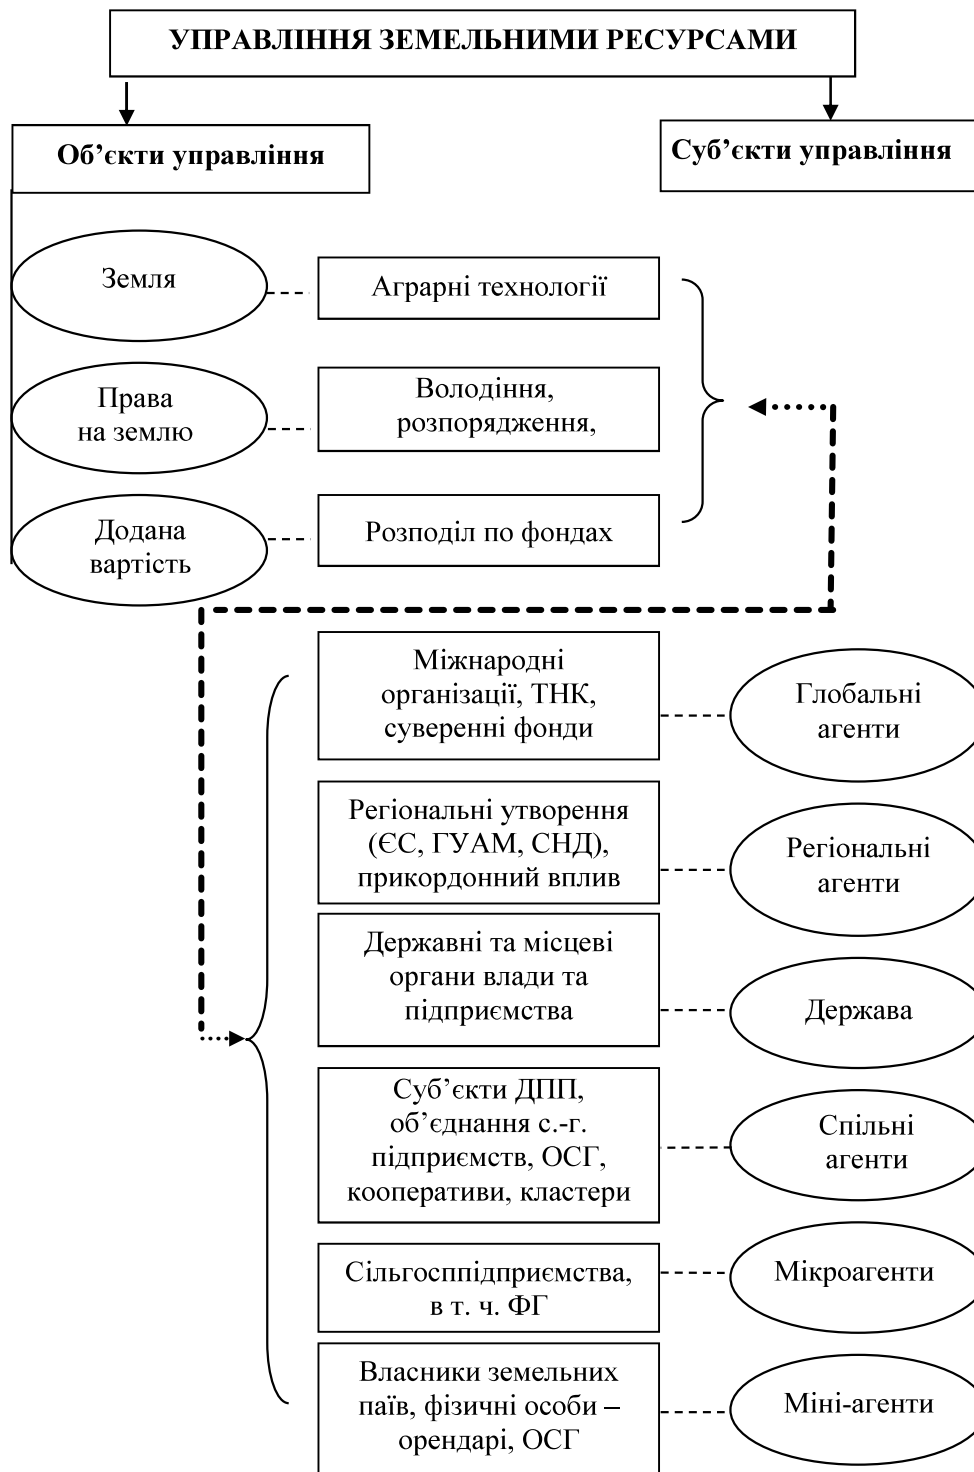 УПРАВЛІННЯ ЗЕМЕЛЬНИМИ РЕСУРСАМИ
Об’єкти управління
Суб’єкти управління
Земля
Аграрні технології
Права
на землю
Володіння,
розпорядження,
Додана
вартість
Розподіл по фондах
Міжнародні
організації, ТНК,
суверенні фонди
Глобальні
агенти
Регіональні утворення
(ЄС, ГУАМ, СНД),
прикордонний вплив
Регіональні
агенти
Державні та місцеві
органи влади та
підприємства
Держава
Суб’єкти ДПП,
об’єднання с.-г.
підприємств, ОСГ,
кооперативи, кластери
Спільні
агенти
Сільгосппідприємства,
в т. ч. ФГ
Мікроагенти
Власники земельних
паїв, фізичні особи –
орендарі, ОСГ
Міні-агенти